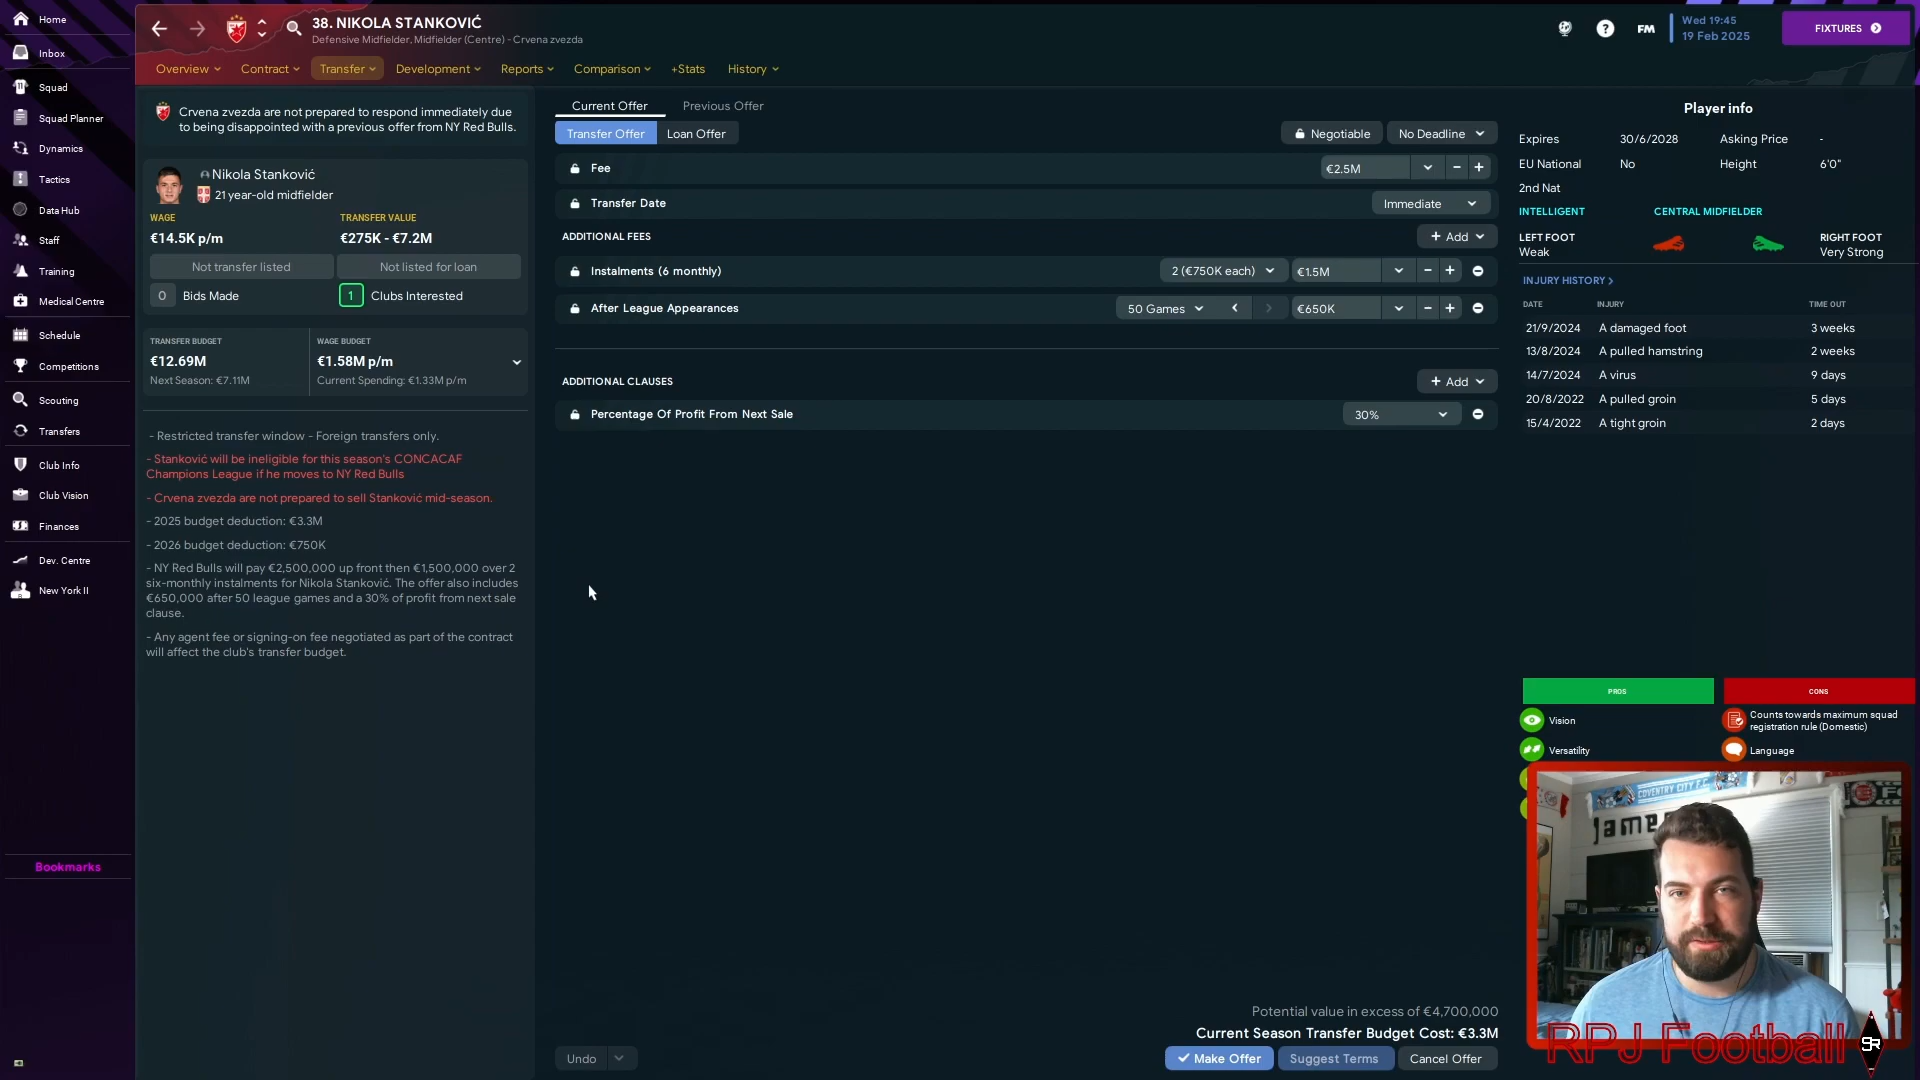 Home
Inbox
Squad
Squad Planner
Dynamics
Tactics
Data Hub
Staff
Training
Medical Centre
Schedule
Competitions
Scouting
Transfers
Club Info
Club Vision
Finances
Dev. Centre
New York II
Bookmarks
38. NIKOLA STANKOVIĆ
Defensive Midfielder, Midfielder (Centre) - Crvena zvezda
FM
Wed 19:45
19 Feb 2025
FIXTURES
Overview
Contract
Transfer
Development
Reports
Comparison
+Stats
History
Crvena zvezda are not prepared to respond immediately due
to being disappointed with a previous offer from NY Red Bulls.
Nikola Stanković
21 year-old midfielder
WAGE
TRANSFER VALUE
€14.5K p/m
€275K - €7.2M
Not transfer listed
Not listed for loan
0 Bids Made
1 Clubs Interested
TRANSFER BUDGET
WAGE BUDGET
€12.69M
€1.58M p/m
Next Season: €7.11M
Current Spending: €1.33M p/m
- Restricted transfer window - Foreign transfers only.
- Stanković will be ineligible for this season's CONCACAF
Champions League if he moves to NY Red Bulls
- Crvena zvezda are not prepared to sell Stanković mid-season.
- 2025 budget deduction: €3.3M
- 2026 budget deduction: €750K
- NY Red Bulls will pay €2,500,000 up front then €1,500,000 over 2
six-monthly instalments for Nikola Stanković. The offer also includes
€650,000 after 50 league games and a 30% of profit from next sale
clause.
- Any agent fee or signing-on fee negotiated as part of the contract
will affect the club's transfer budget.
Current Offer
Previous Offer
Transfer Offer
Loan Offer
Negotiable
No Deadline
Fee
€2.5M
Transfer Date
Immediate
ADDITIONAL FEES
+ Add
Instalments (6 monthly)
2 (€750K each)
€1.5M
After League Appearances
50 Games
€650K
ADDITIONAL CLAUSES
+ Add
Percentage Of Profit From Next Sale
30%
Potential value in excess of €4,700,000
Current Season Transfer Budget Cost: €3.3M
Undo
Make Offer
Suggest Terms
Cancel Offer
Player info
Expires 30/6/2028 Asking Price -
EU National No Height 6'0"
2nd Nat
INTELLIGENT
CENTRAL MIDFIELDER
LEFT FOOT
Weak
RIGHT FOOT
Very Strong
INJURY HISTORY >
DATE INJURY TIME OUT
21/9/2024 A damaged foot 3 weeks
13/8/2024 A pulled hamstring 2 weeks
14/7/2024 A virus 9 days
20/8/2022 A pulled groin 5 days
15/4/2022 A tight groin 2 days
PROS
CONS
Vision
Counts towards maximum squad
registration rule (Domestic)
Versatility
Language
COVENTRY CITY F.C.
RPJ Football
SR